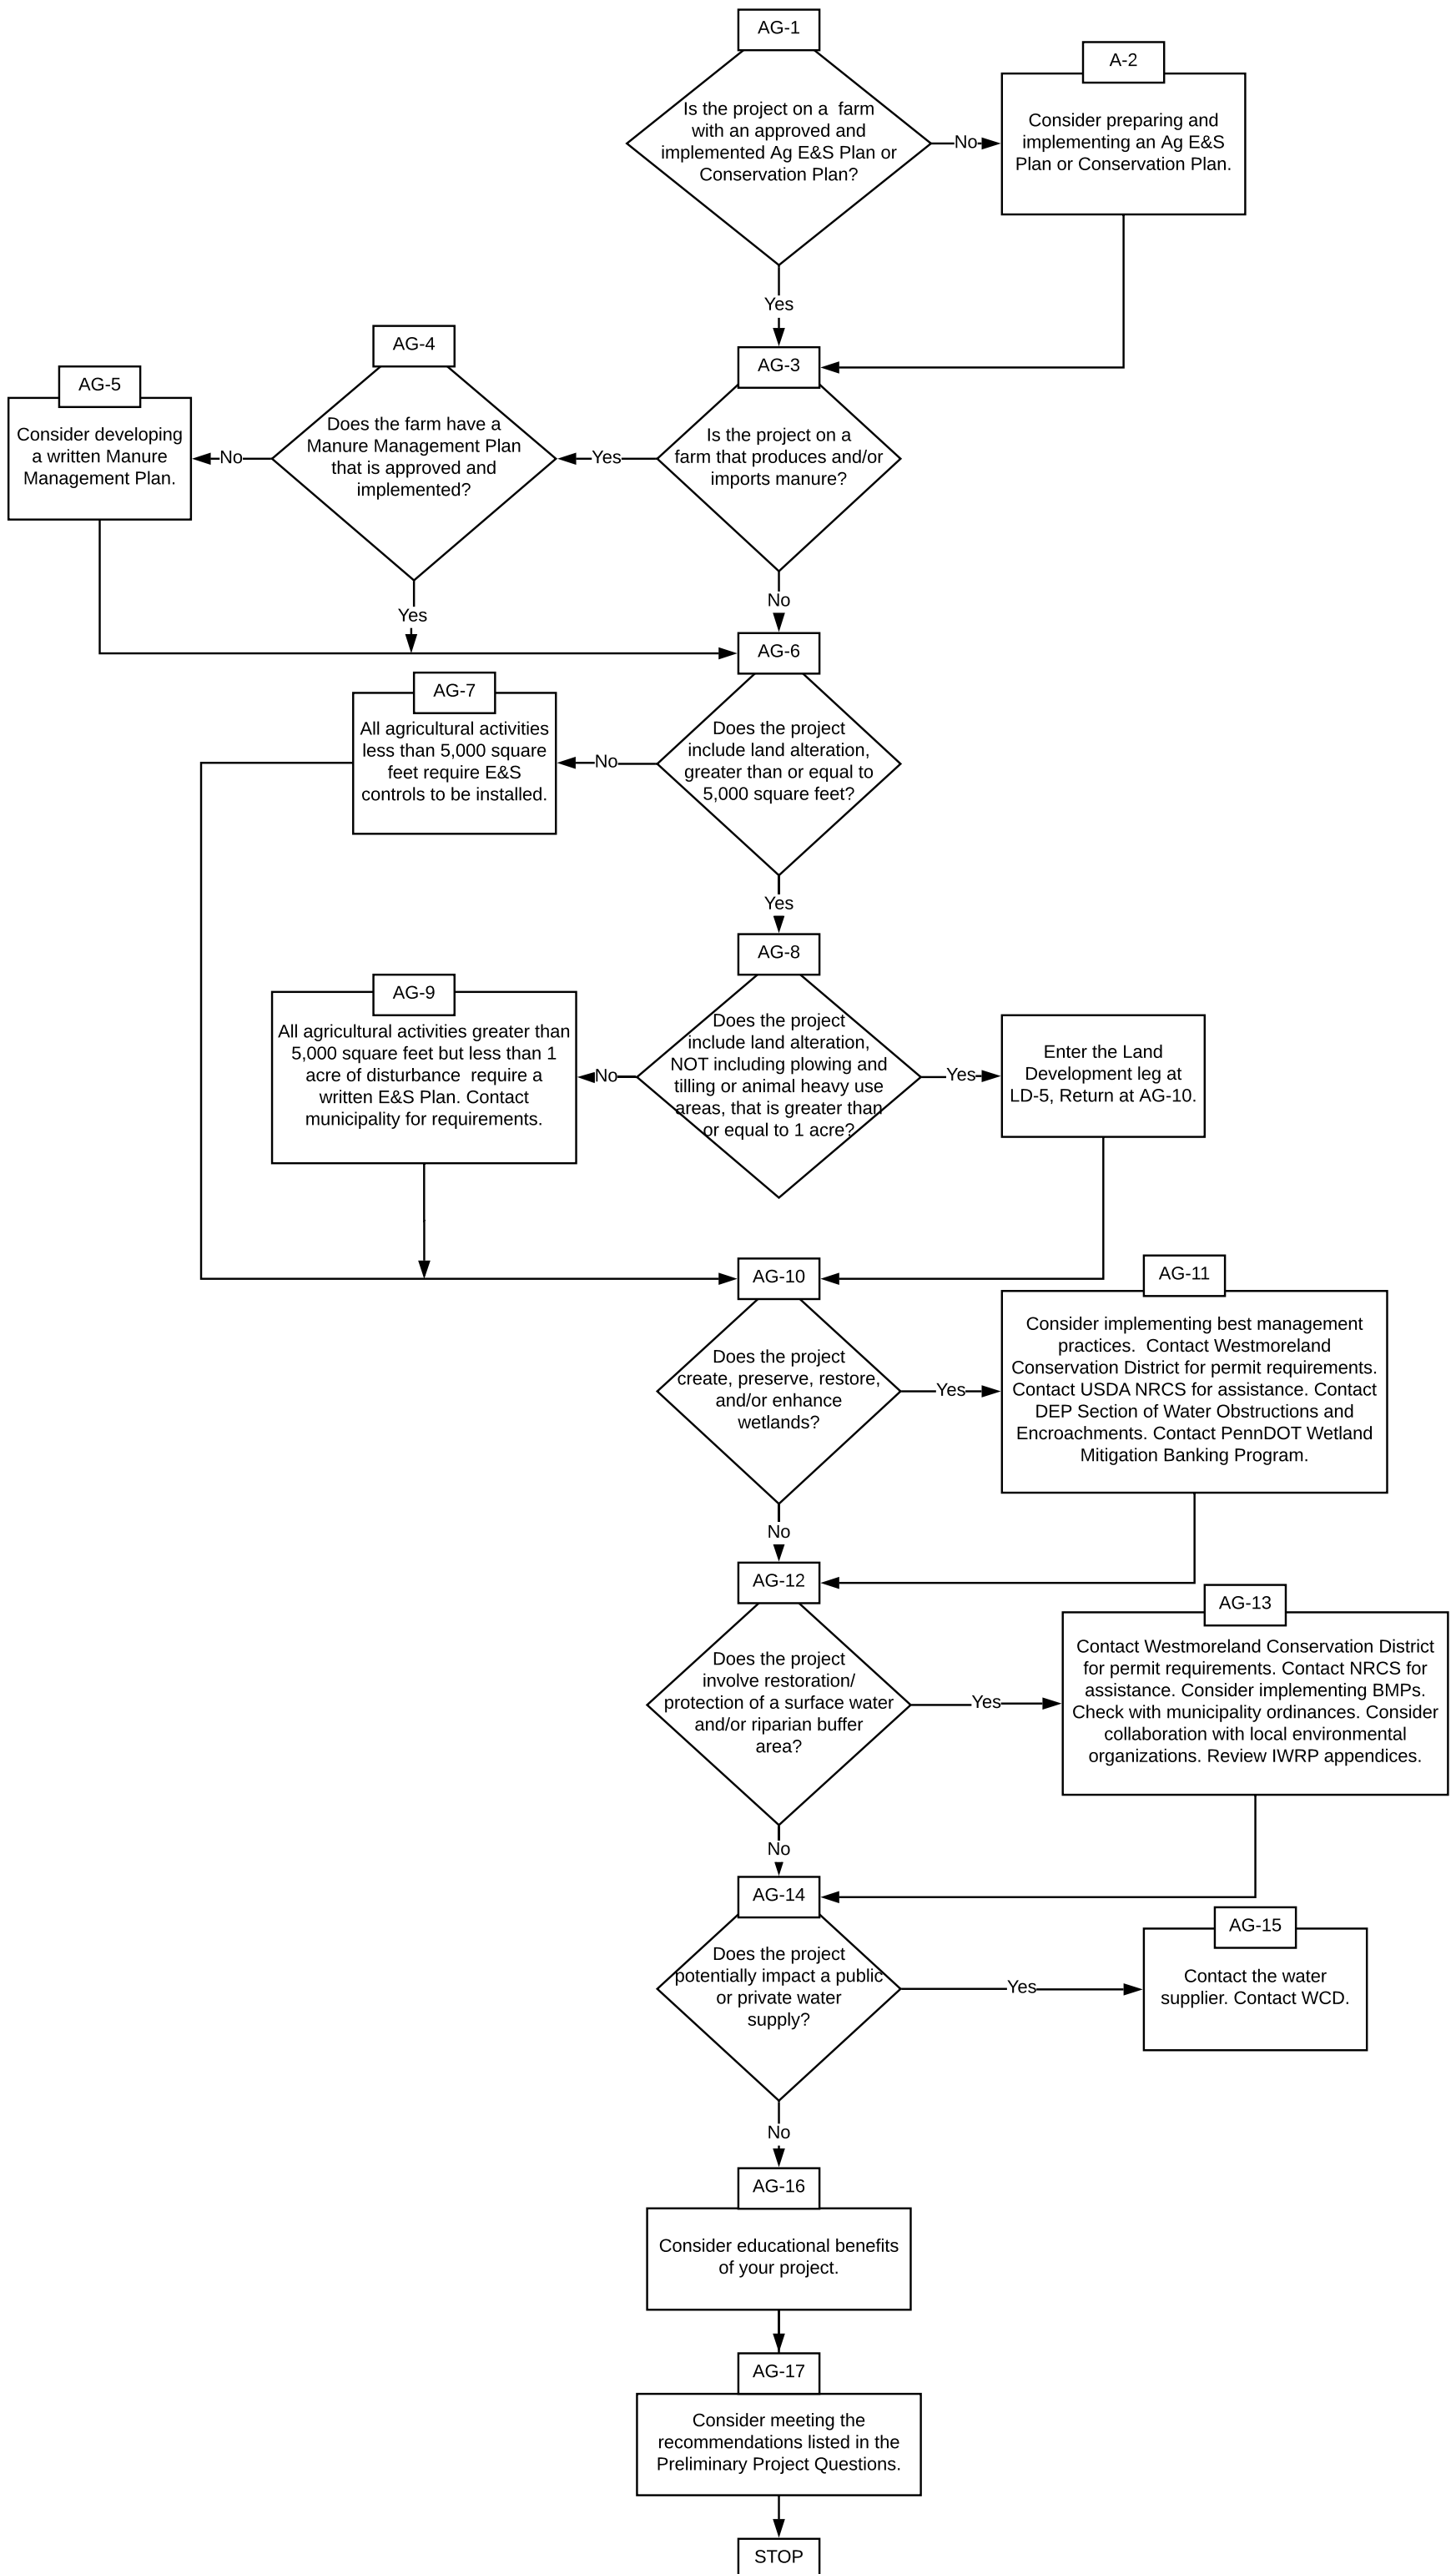 AG-1
Is the project on a farm
with an approved and
implemented Ag E&S Plan or
Conservation Plan?
No
A-2
Consider preparing and
implementing an Ag E&S
Plan or Conservation Plan.
Yes
AG-3
Is the project on a
farm that produces and/or
imports manure?
Yes
AG-4
Does the farm have a
Manure Management Plan
that is approved and
implemented?
No
AG-5
Consider developing
a written Manure
Management Plan.
Yes
No
AG-6
Does the project
include land alteration,
greater than or equal to
5,000 square feet?
No
AG-7
All agricultural activities
less than 5,000 square
feet require E&S
controls to be installed.
Yes
AG-8
Does the project
include land alteration,
NOT including plowing and
tilling or animal heavy use
areas, that is greater than
or equal to 1 acre?
No
AG-9
All agricultural activities greater than
5,000 square feet but less than 1
acre of disturbance require a
written E&S Plan. Contact
municipality for requirements.
Yes
Enter the Land
Development leg at
LD-5, Return at AG-10.
AG-10
Does the project
create, preserve, restore,
and/or enhance
wetlands?
Yes
AG-11
Consider implementing best management
practices. Contact Westmoreland
Conservation District for permit requirements.
Contact USDA NRCS for assistance. Contact
DEP Section of Water Obstructions and
Encroachments. Contact PennDOT Wetland
Mitigation Banking Program.
No
AG-12
Does the project
involve restoration/
protection of a surface water
and/or riparian buffer
area?
Yes
AG-13
Contact Westmoreland Conservation District
for permit requirements. Contact NRCS for
assistance. Consider implementing BMPs.
Check with municipality ordinances. Consider
collaboration with local environmental
organizations. Review IWRP appendices.
No
AG-14
Does the project
potentially impact a public
or private water
supply?
Yes
AG-15
Contact the water
supplier. Contact WCD.
No
AG-16
Consider educational benefits
of your project.
AG-17
Consider meeting the
recommendations listed in the
Preliminary Project Questions.
STOP